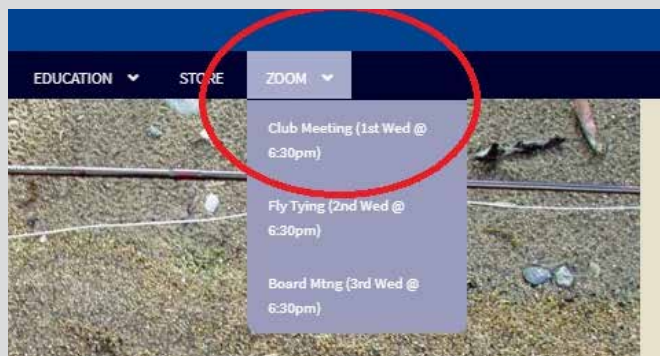 EDUCATION STORE ZOOM
Club Meeting (1st Wed @
6:30pm)
Fly Tying (2nd Wed @
6:30pm)
Board Mtng (3rd Wed @
6:30pm)